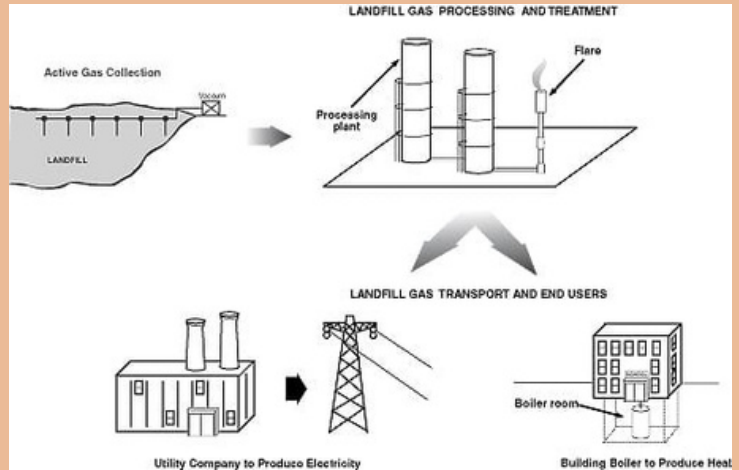 LANDFILL GAS PROCESSING AND TREATMENT
Active Gas Collection
Vacuum
LANDFILL
Processing
plant
Flare
LANDFILL GAS TRANSPORT AND END USERS
Boiler room
Utility Company to Produce Electricity
Building Boiler to Produce Heat